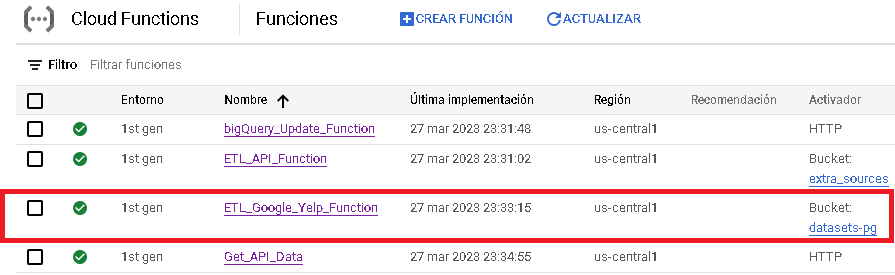 Cloud Functions Funciones CREAR FUNCIÓN ACTUALIZAR
Filtro Filtrar funciones
Entorno Nombre Última implementación Región Recomendación Activador
1st gen bigQuery_Update_Function 27 mar 2023 23:31:48 us-central1 HTTP
1st gen ETL_API_Function 27 mar 2023 23:31:02 us-central1 Bucket:
extra_sources
1st gen ETL_Google_Yelp_Function 27 mar 2023 23:33:15 us-central1 Bucket:
datasets-pg
1st gen Get_API_Data 27 mar 2023 23:34:55 us-central1 HTTP